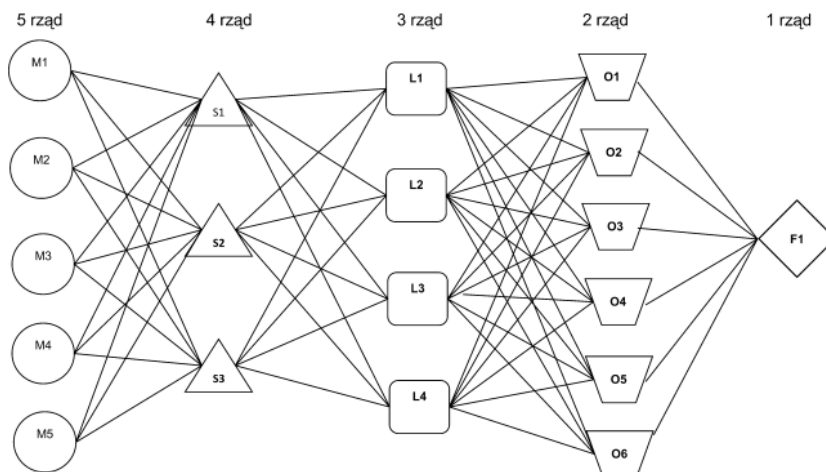 5 rząd 4 rząd 3 rząd 2 rząd 1 rząd
M1
M2
M3
M4
M5
S1
S2
S3
L1
L2
L3
L4
O1
O2
O3
O4
O5
O6
F1